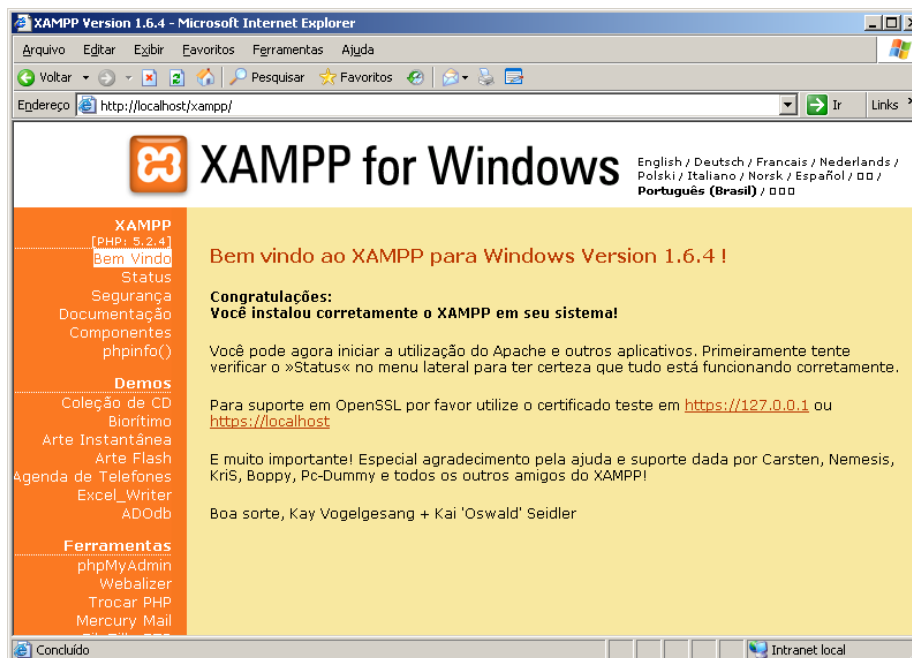 XAMPP Version 1.6.4 - Microsoft Internet Explorer
Arquivo Editar Exibir Favoritos Ferramentas Ajuda
Voltar Pesquisar Favoritos
Endereço http://localhost/xampp/ Ir Links
XAMPP for Windows
English / Deutsch / Francais / Nederlands /
Polski / Italiano / Norsk / Español / □□ /
Português (Brasil) / □□□
XAMPP
[PHP: 5.2.4]
Bem Vindo
Status
Segurança
Documentação
Componentes
phpinfo()
Demos
Coleção de CD
Biorítimo
Arte Instantânea
Arte Flash
Agenda de Telefones
Excel_Writer
ADOdb
Ferramentas
phpMyAdmin
Webalizer
Trocar PHP
Mercury Mail
Bem vindo ao XAMPP para Windows Version 1.6.4 !
Congratulações:
Você instalou corretamente o XAMPP em seu sistema!
Você pode agora iniciar a utilização do Apache e outros aplicativos. Primeiramente tente
verificar o »Status« no menu lateral para ter certeza que tudo está funcionando corretamente.
Para suporte em OpenSSL por favor utilize o certificado teste em https://127.0.0.1 ou
https://localhost
E muito importante! Especial agradecimento pela ajuda e suporte dada por Carsten, Nemesis,
KriS, Boppy, Pc-Dummy e todos os outros amigos do XAMPP!
Boa sorte, Kay Vogelgesang + Kai 'Oswald' Seidler
Concluído Intranet local